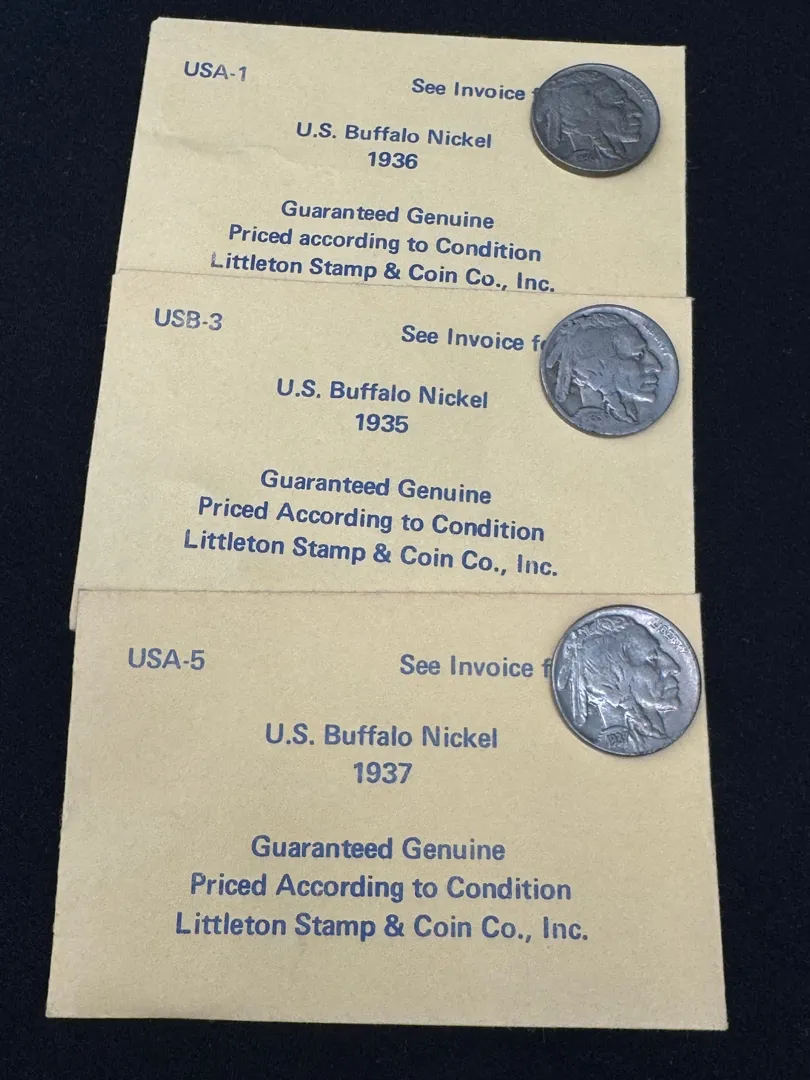 USA-1
See Invoice f
U.S. Buffalo Nickel
1936
Guaranteed Genuine
Priced according to Condition
Littleton Stamp & Coin Co., Inc.
USB-3
See Invoice f
U.S. Buffalo Nickel
1935
Guaranteed Genuine
Priced According to Condition
Littleton Stamp & Coin Co., Inc.
USA-5
See Invoice f
LIBERTY
U.S. Buffalo Nickel
1937
Guaranteed Genuine
Priced According to Condition
Littleton Stamp & Coin Co., Inc.